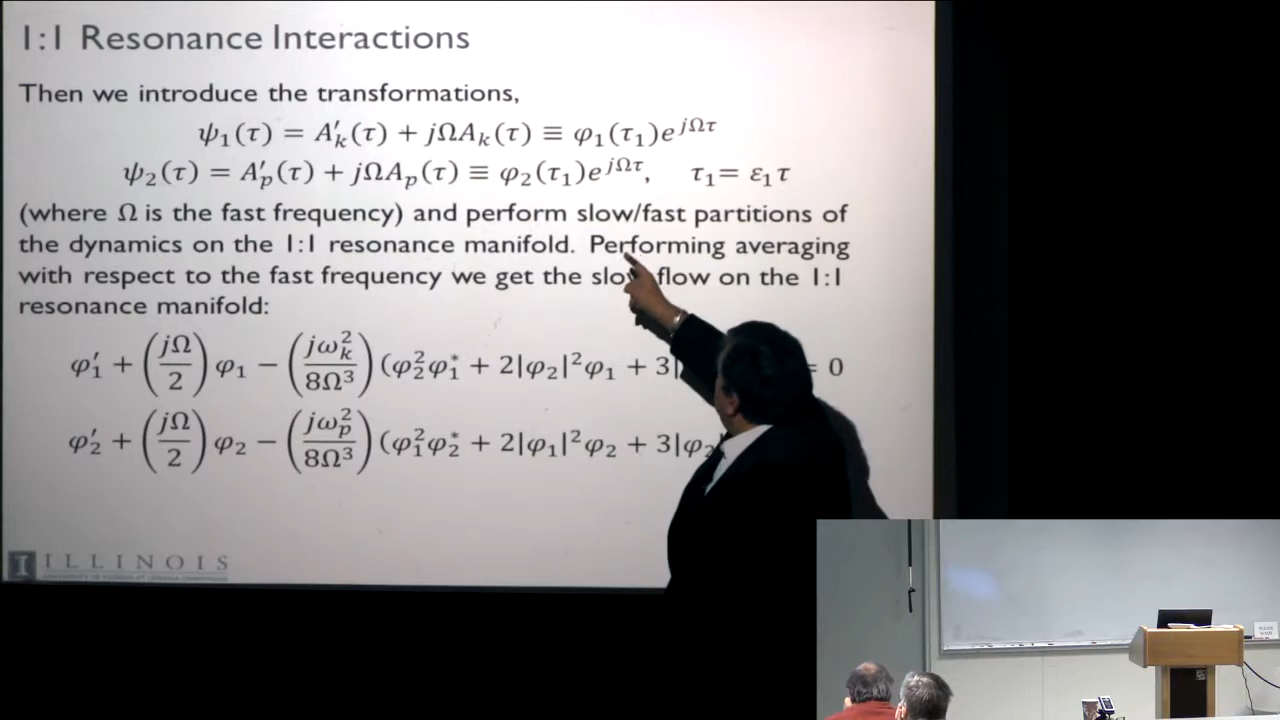 1:1 Resonance Interactions
Then we introduce the transformations,
ψ₁(τ) = A′ₖ(τ) + jΩAₖ(τ) ≡ φ₁(τ₁)e^{jΩτ}
ψ₂(τ) = A′ₚ(τ) + jΩAₚ(τ) ≡ φ₂(τ₁)e^{jΩτ}, τ₁= ε₁τ
(where Ω is the fast frequency) and perform slow/fast partitions of
the dynamics on the 1:1 resonance manifold. Performing averaging
with respect to the fast frequency we get the slow flow on the 1:1
resonance manifold:
φ₁′ + (jΩ/2) φ₁ − (jωₖ²/8Ω³) (φ₂²φ₁* + 2|φ₂|²φ₁ + 3| = 0
φ₂′ + (jΩ/2) φ₂ − (jωₚ²/8Ω³) (φ₁²φ₂* + 2|φ₁|²φ₂ + 3|φ₂
I ILLINOIS